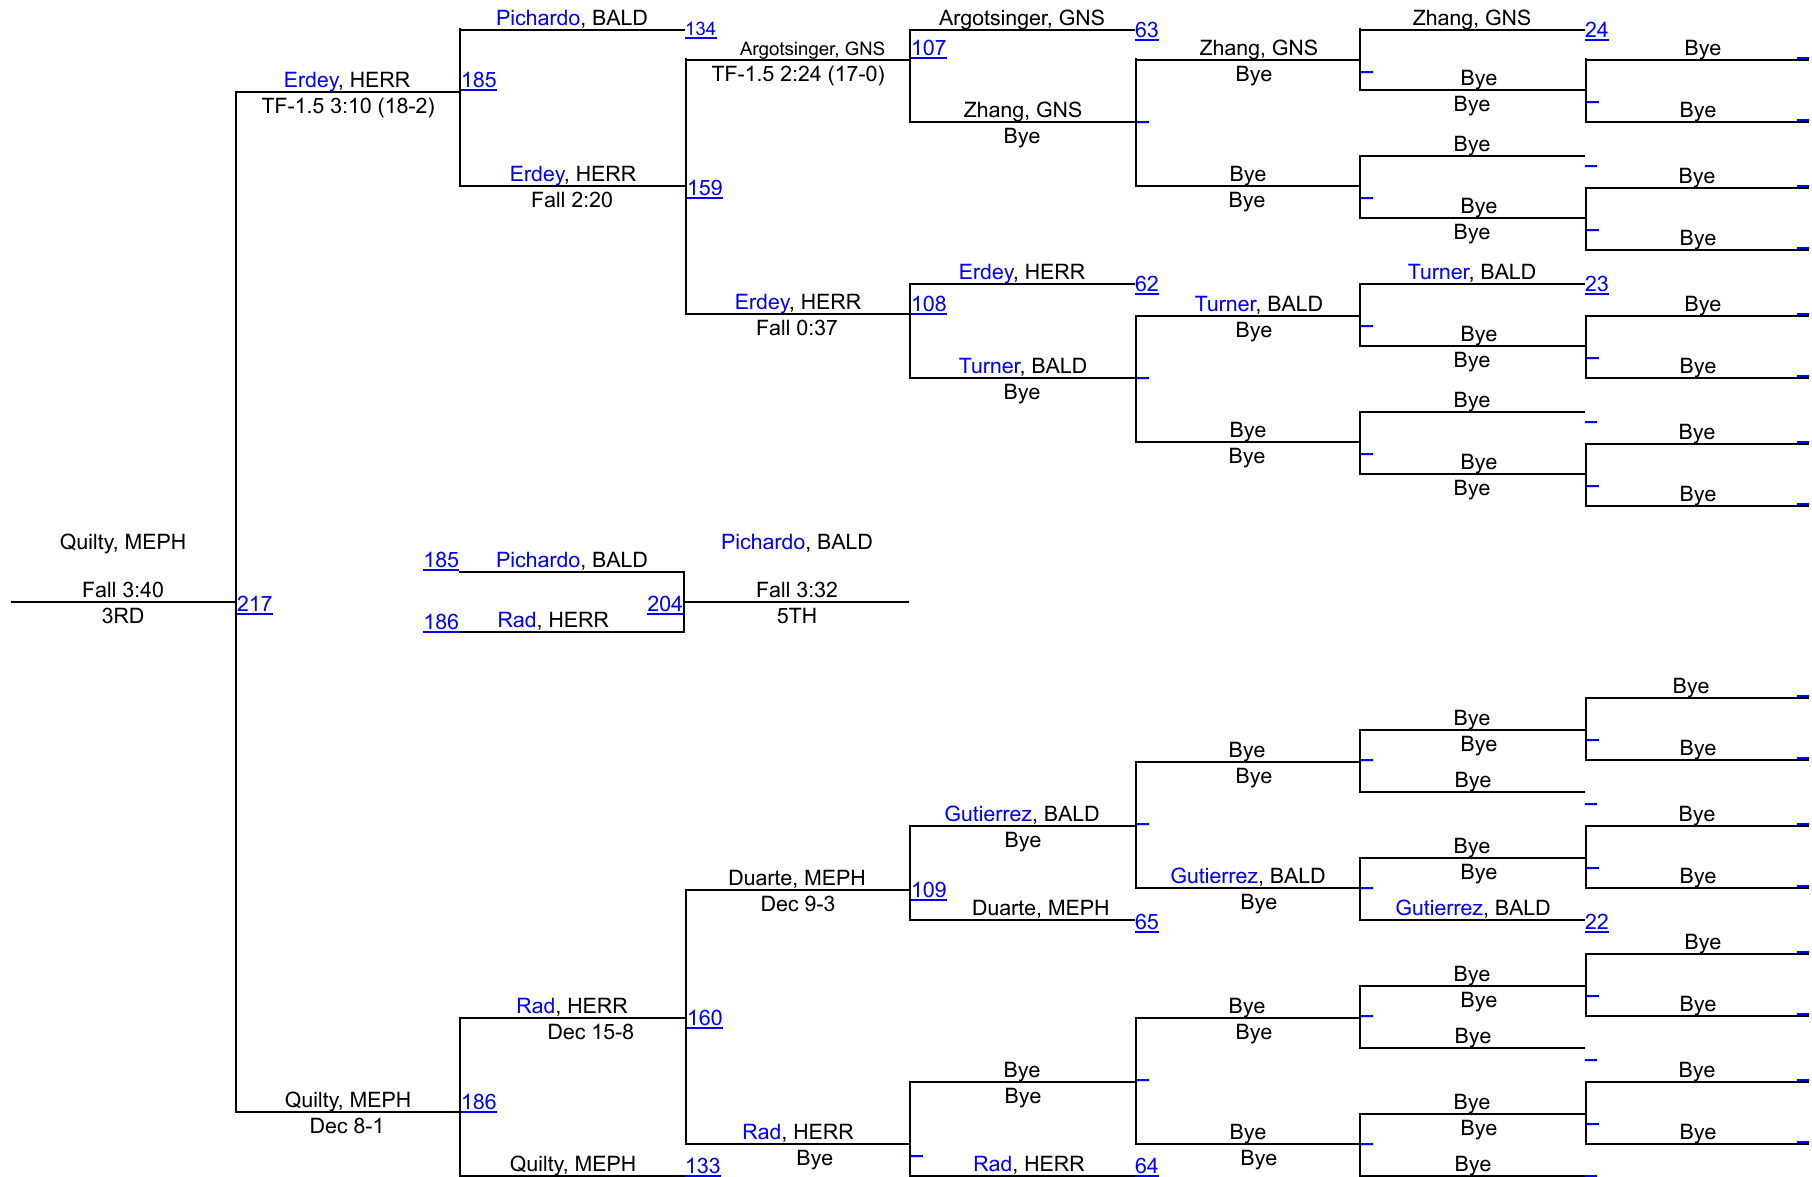 Pichardo, BALD
134
Argotsinger, GNS
63
Zhang, GNS
24
Erdey, HERR
TF-1.5 3:10 (18-2)
185
Argotsinger, GNS
TF-1.5 2:24 (17-0)
107
Zhang, GNS
Bye
Bye
Bye
Bye
Zhang, GNS
Bye
Bye
Erdey, HERR
Fall 2:20
159
Bye
Bye
Bye
Bye
Bye
Bye
Bye
Erdey, HERR
Fall 0:37
108
Erdey, HERR
62
Turner, BALD
23
Turner, BALD
Bye
Bye
Bye
Bye
Turner, BALD
Bye
Bye
Bye
Bye
Bye
Bye
Bye
Bye
Bye
Quilty, MEPH
Fall 3:40
3RD
217
185
Pichardo, BALD
186
Rad, HERR
204
Pichardo, BALD
Fall 3:32
5TH
Bye
Bye
Bye
Bye
Bye
Bye
Bye
Gutierrez, BALD
Bye
Bye
Bye
Bye
Bye
Duarte, MEPH
Dec 9-3
109
Gutierrez, BALD
Bye
Duarte, MEPH
65
Gutierrez, BALD
22
Bye
Bye
Bye
Bye
Rad, HERR
Dec 15-8
160
Bye
Bye
Bye
Bye
Bye
Bye
Bye
Bye
Quilty, MEPH
Dec 8-1
186
Rad, HERR
Bye
Bye
Bye
Bye
Quilty, MEPH
133
Rad, HERR
64
Bye